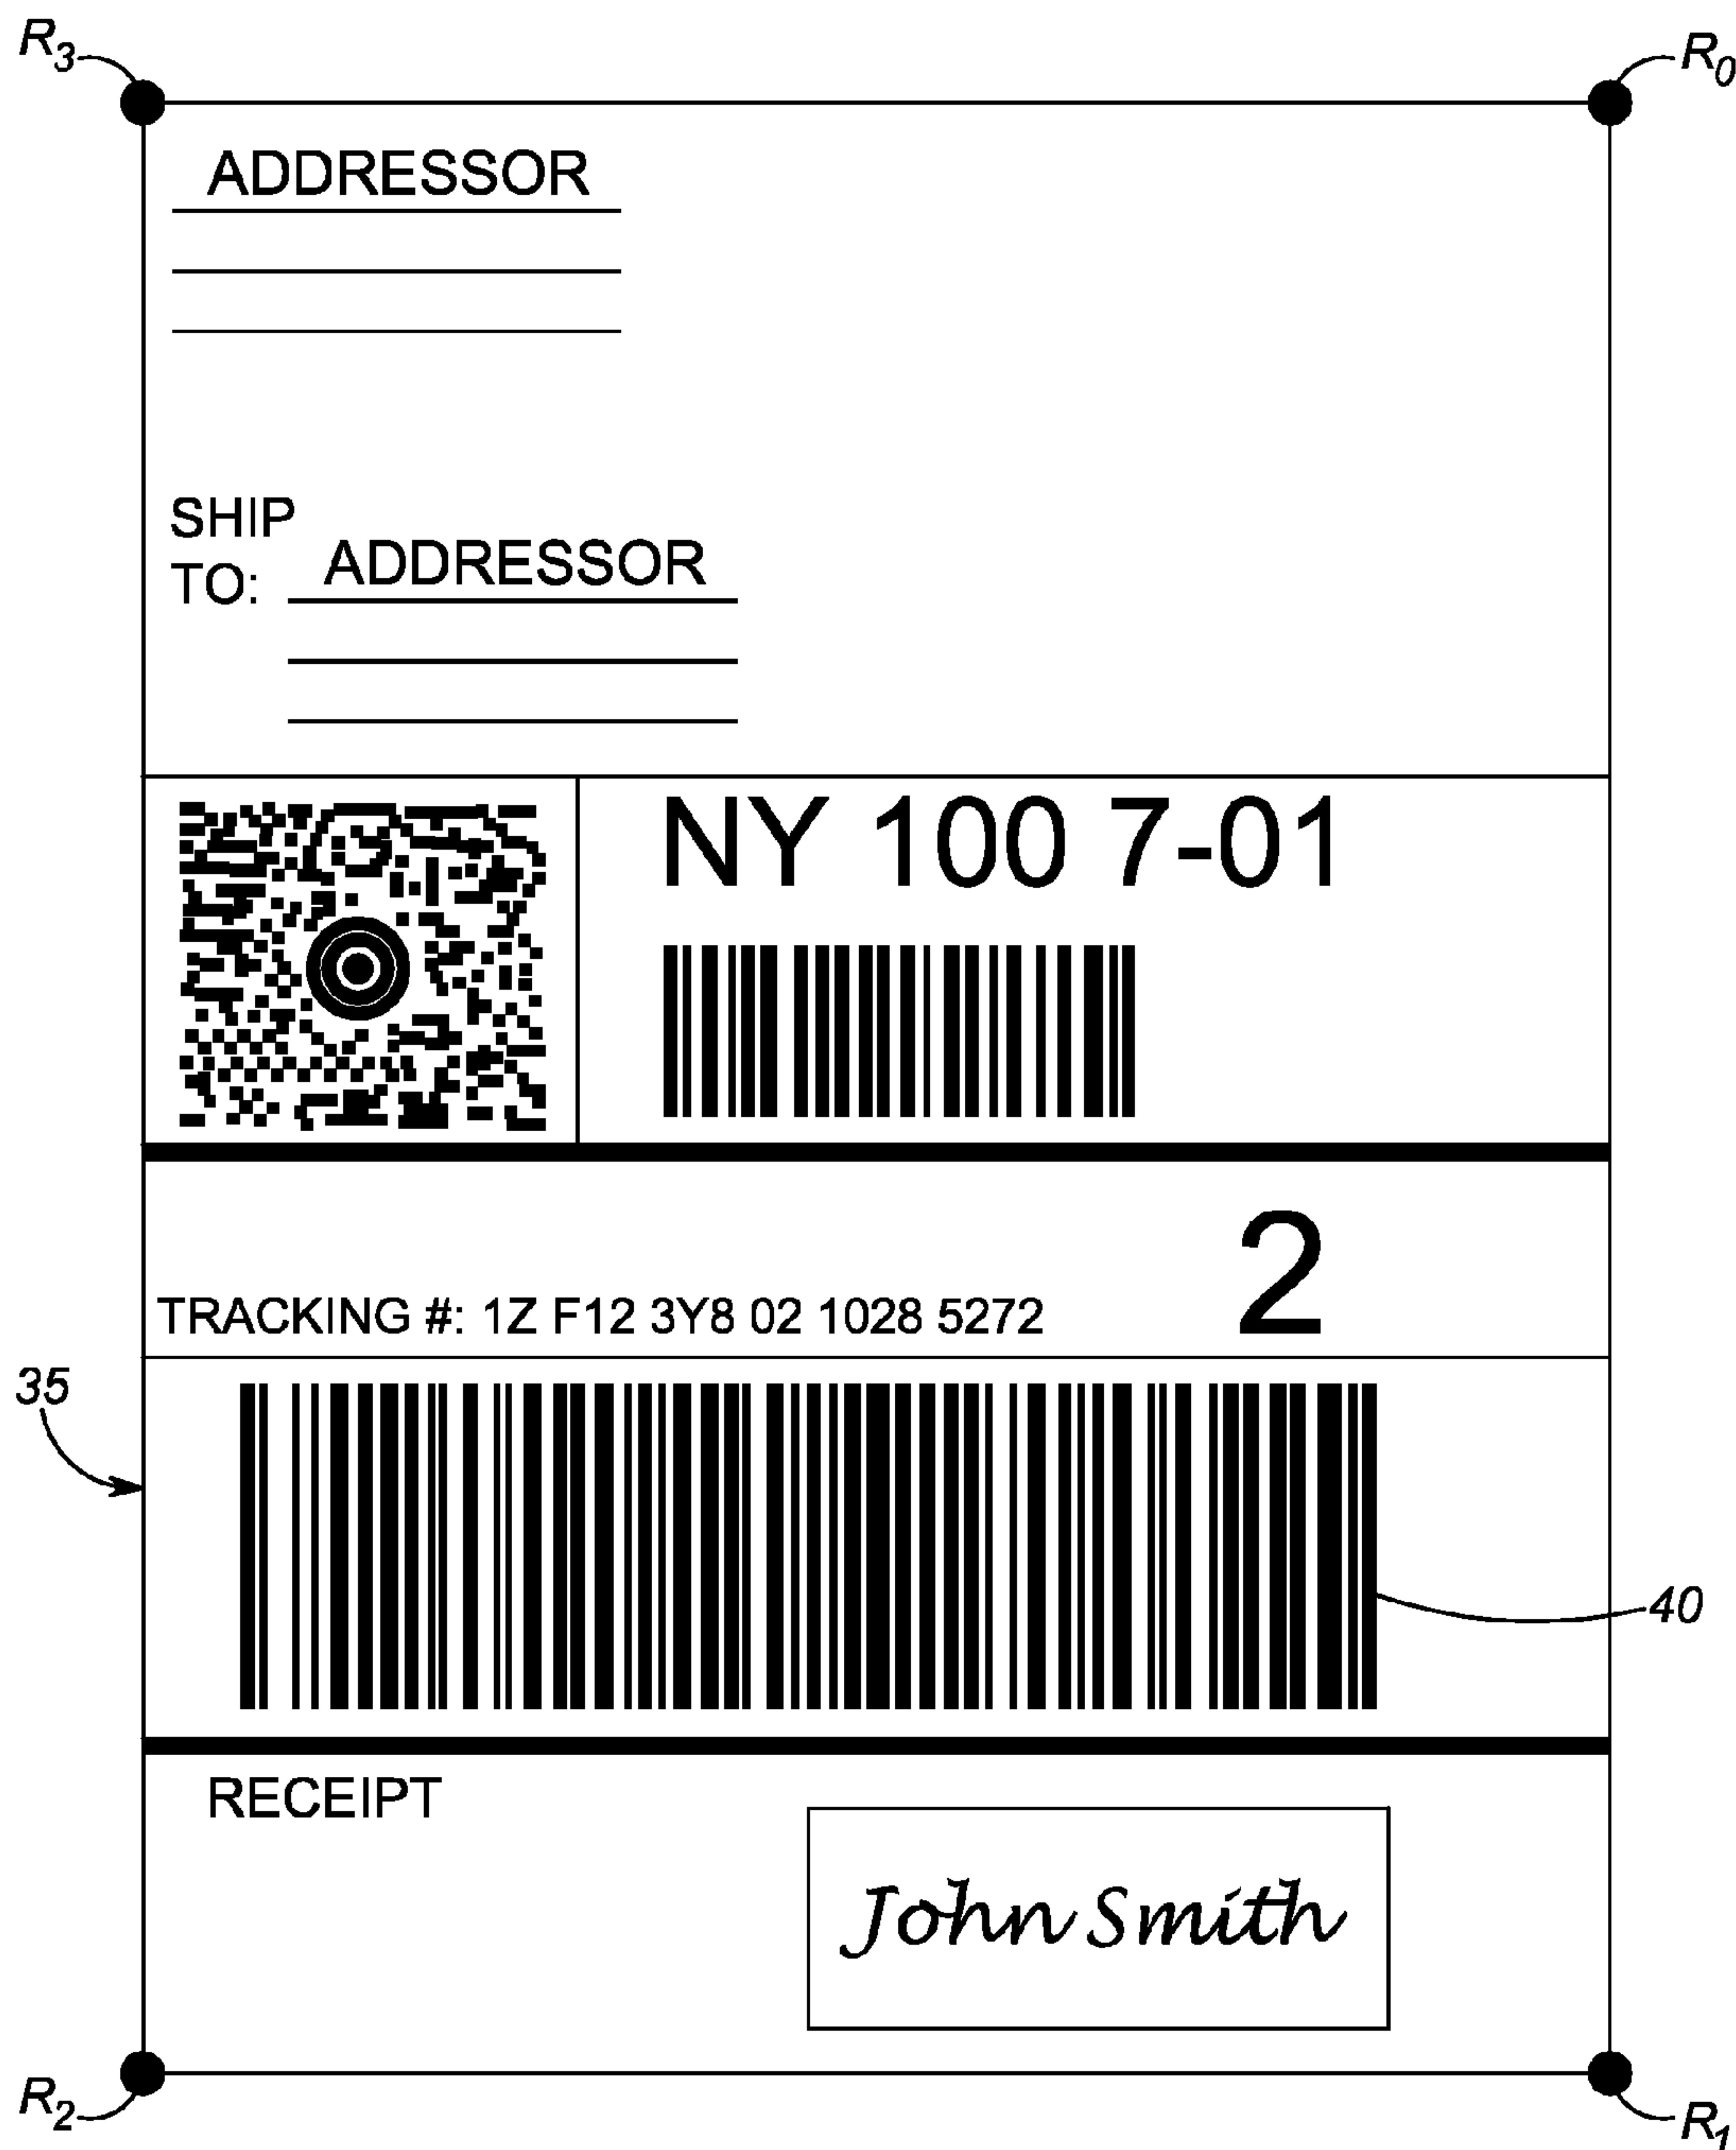 R3
R0
ADDRESSOR
SHIP
TO: ADDRESSOR
NY 100 7-01
2
TRACKING #: 1Z F12 3Y8 02 1028 5272
35
40
RECEIPT
John Smith
R2
R1